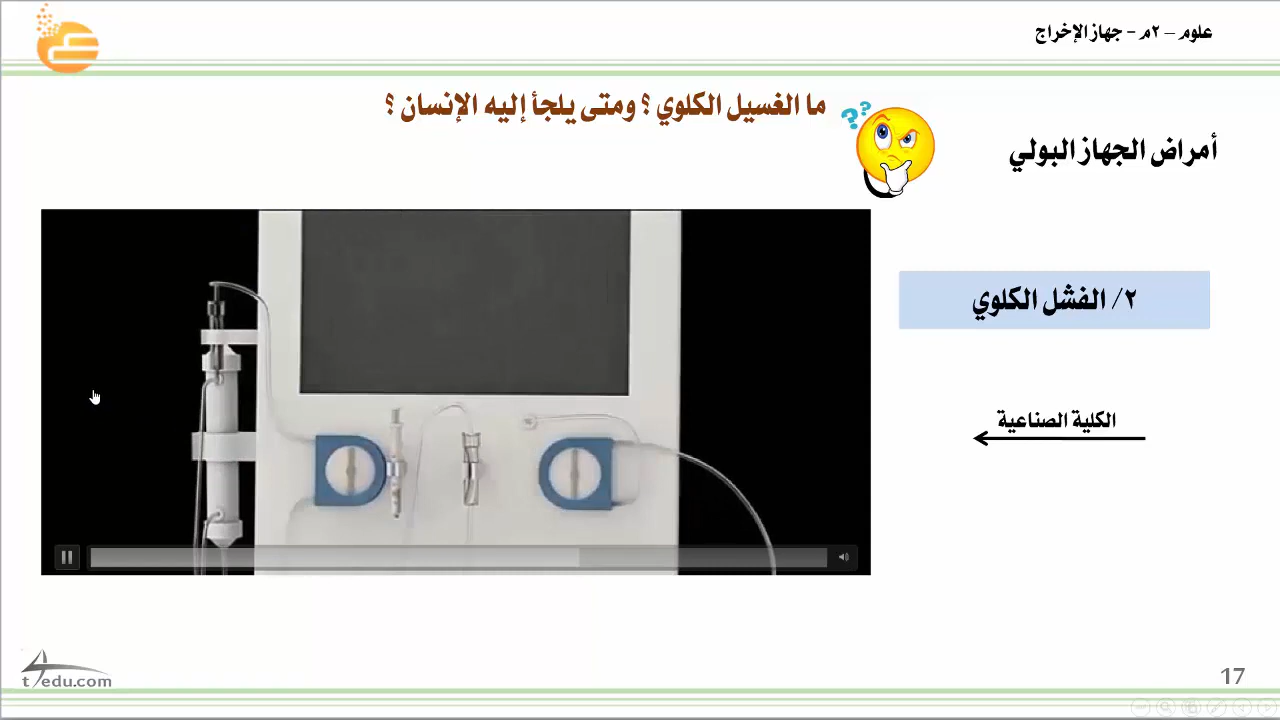 علوم – ٢م – جهاز الإخراج
ما الغسيل الكلوي ؟ ومتى يلجأ إليه الإنسان ؟
أمراض الجهاز البولي
٢/ الفشل الكلوي
الكلية الصناعية
t4edu.com
17